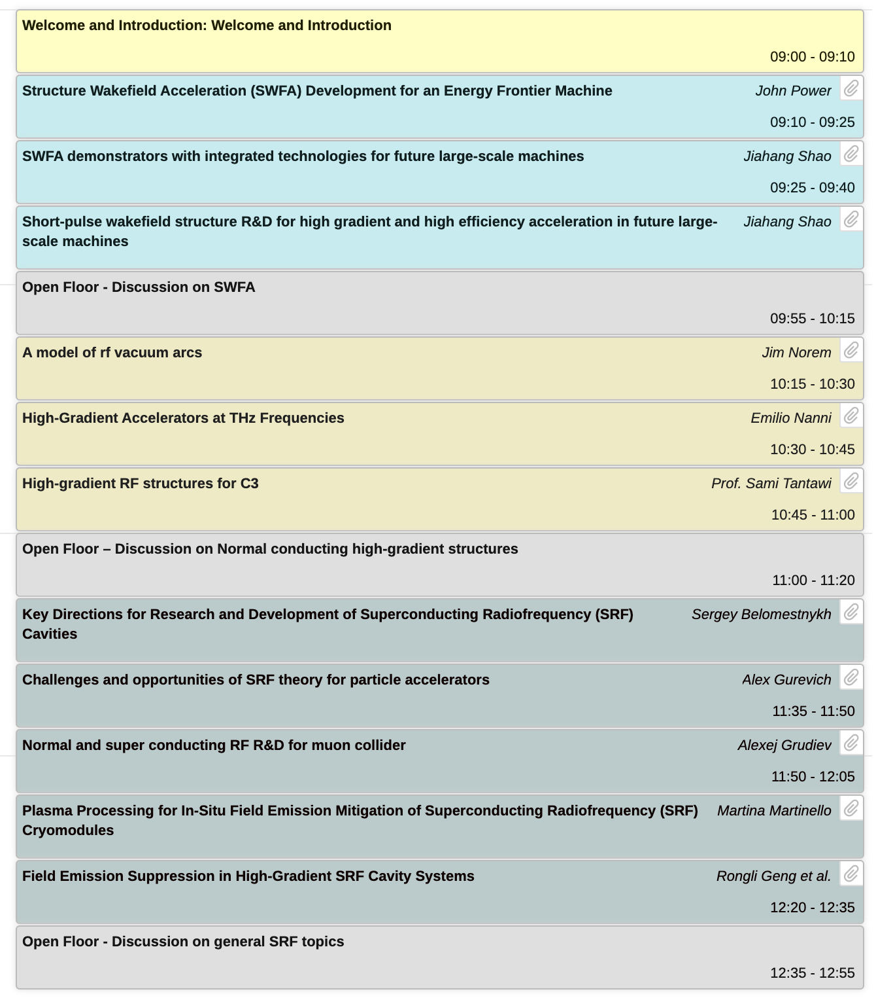 Welcome and Introduction: Welcome and Introduction
09:00 - 09:10
Structure Wakefield Acceleration (SWFA) Development for an Energy Frontier Machine John Power
09:10 - 09:25
SWFA demonstrators with integrated technologies for future large-scale machines Jiahang Shao
09:25 - 09:40
Short-pulse wakefield structure R&D for high gradient and high efficiency acceleration in future large- Jiahang Shao
scale machines
Open Floor - Discussion on SWFA
09:55 - 10:15
A model of rf vacuum arcs Jim Norem
10:15 - 10:30
High-Gradient Accelerators at THz Frequencies Emilio Nanni
10:30 - 10:45
High-gradient RF structures for C3 Prof. Sami Tantawi
10:45 - 11:00
Open Floor – Discussion on Normal conducting high-gradient structures
11:00 - 11:20
Key Directions for Research and Development of Superconducting Radiofrequency (SRF) Sergey Belomestnykh
Cavities
Challenges and opportunities of SRF theory for particle accelerators Alex Gurevich
11:35 - 11:50
Normal and super conducting RF R&D for muon collider Alexej Grudiev
11:50 - 12:05
Plasma Processing for In-Situ Field Emission Mitigation of Superconducting Radiofrequency (SRF) Martina Martinello
Cryomodules
Field Emission Suppression in High-Gradient SRF Cavity Systems Rongli Geng et al.
12:20 - 12:35
Open Floor - Discussion on general SRF topics
12:35 - 12:55